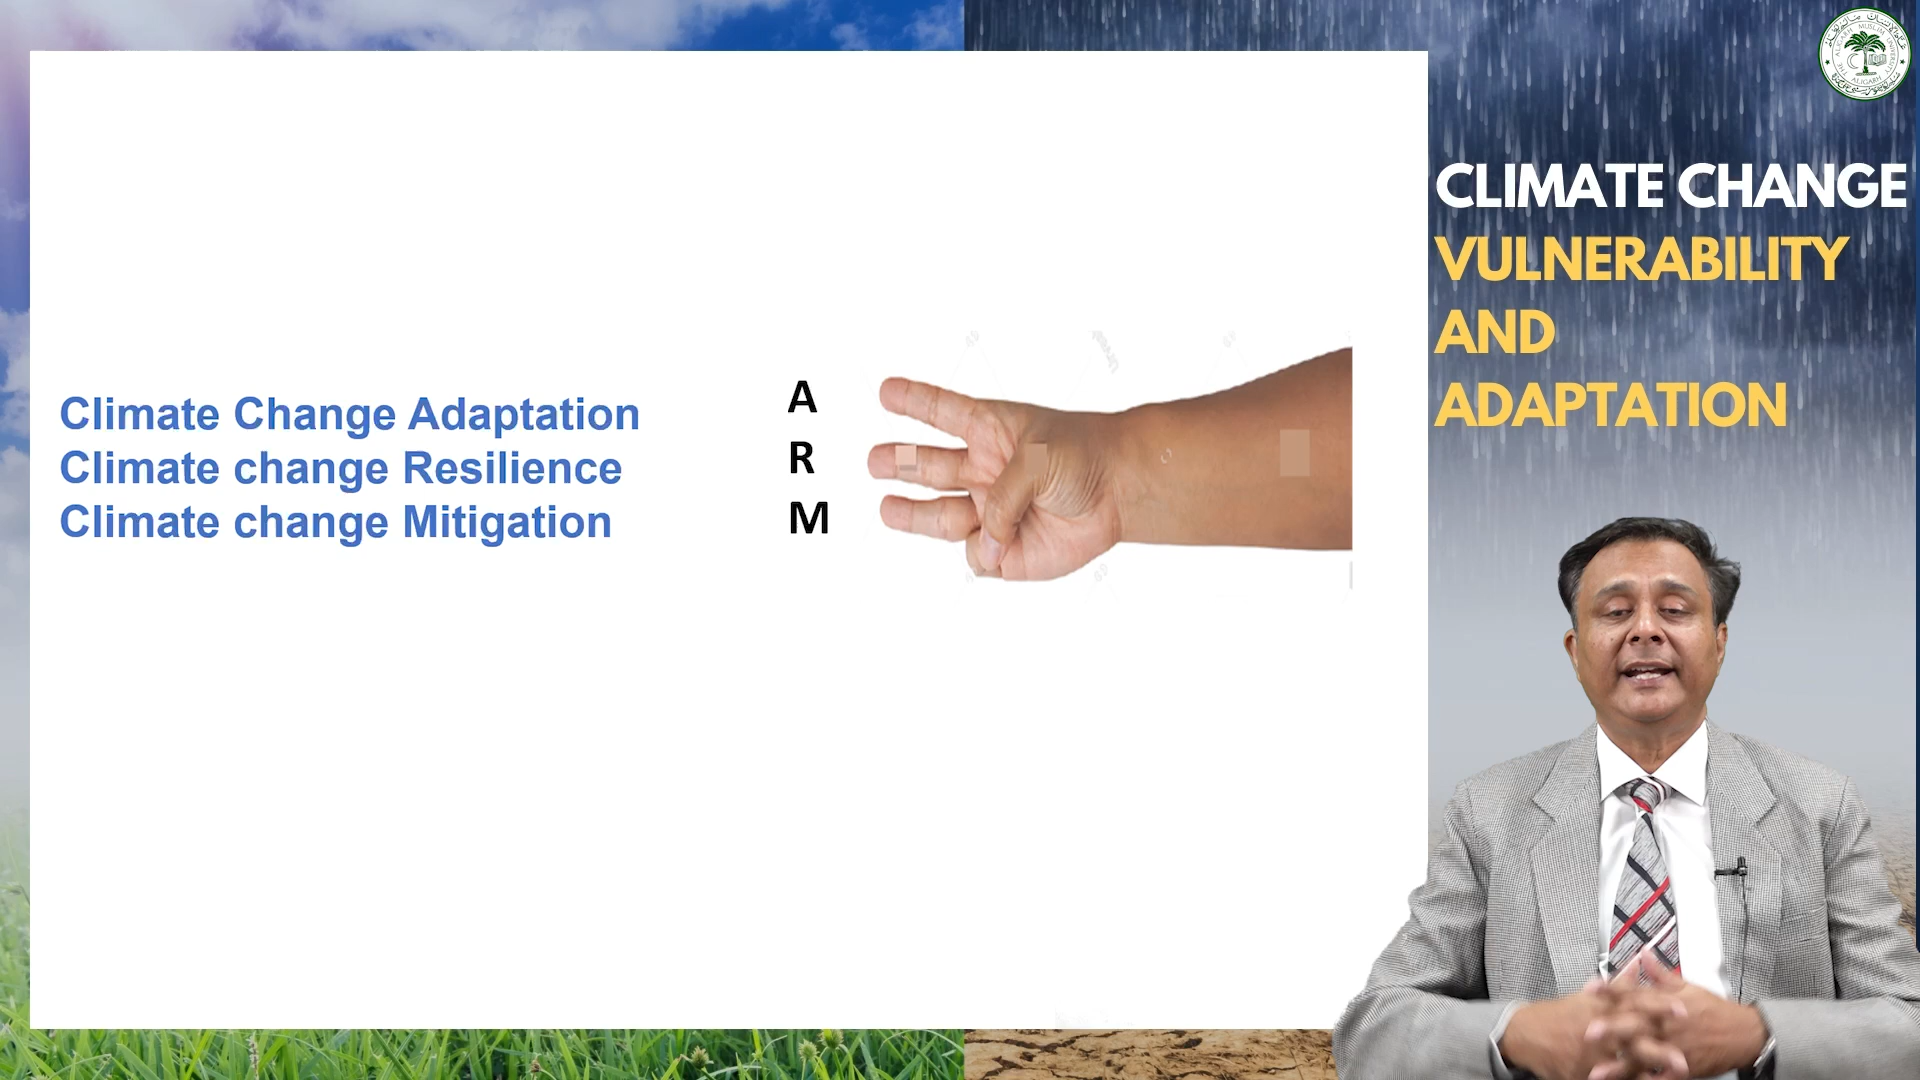 Climate Change Adaptation
Climate change Resilience
Climate change Mitigation
A
R
M
CLIMATE CHANGE
VULNERABILITY
AND
ADAPTATION